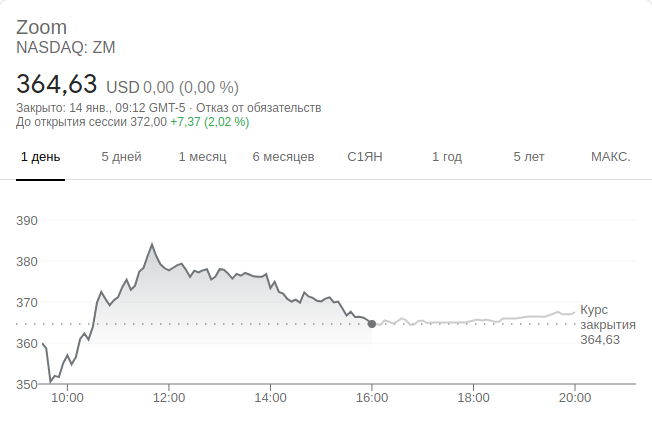 Zoom
NASDAQ: ZM
364,63 USD 0,00 (0,00 %)
Закрыто: 14 янв., 09:12 GMT-5 · Отказ от обязательств
До открытия сессии 372,00 +7,37 (2,02 %)
1 день 5 дней 1 месяц 6 месяцев С1ЯН 1 год 5 лет МАКС.
390
380
370
360
350
Курс
закрытия
364,63
10:00 12:00 14:00 16:00 18:00 20:00